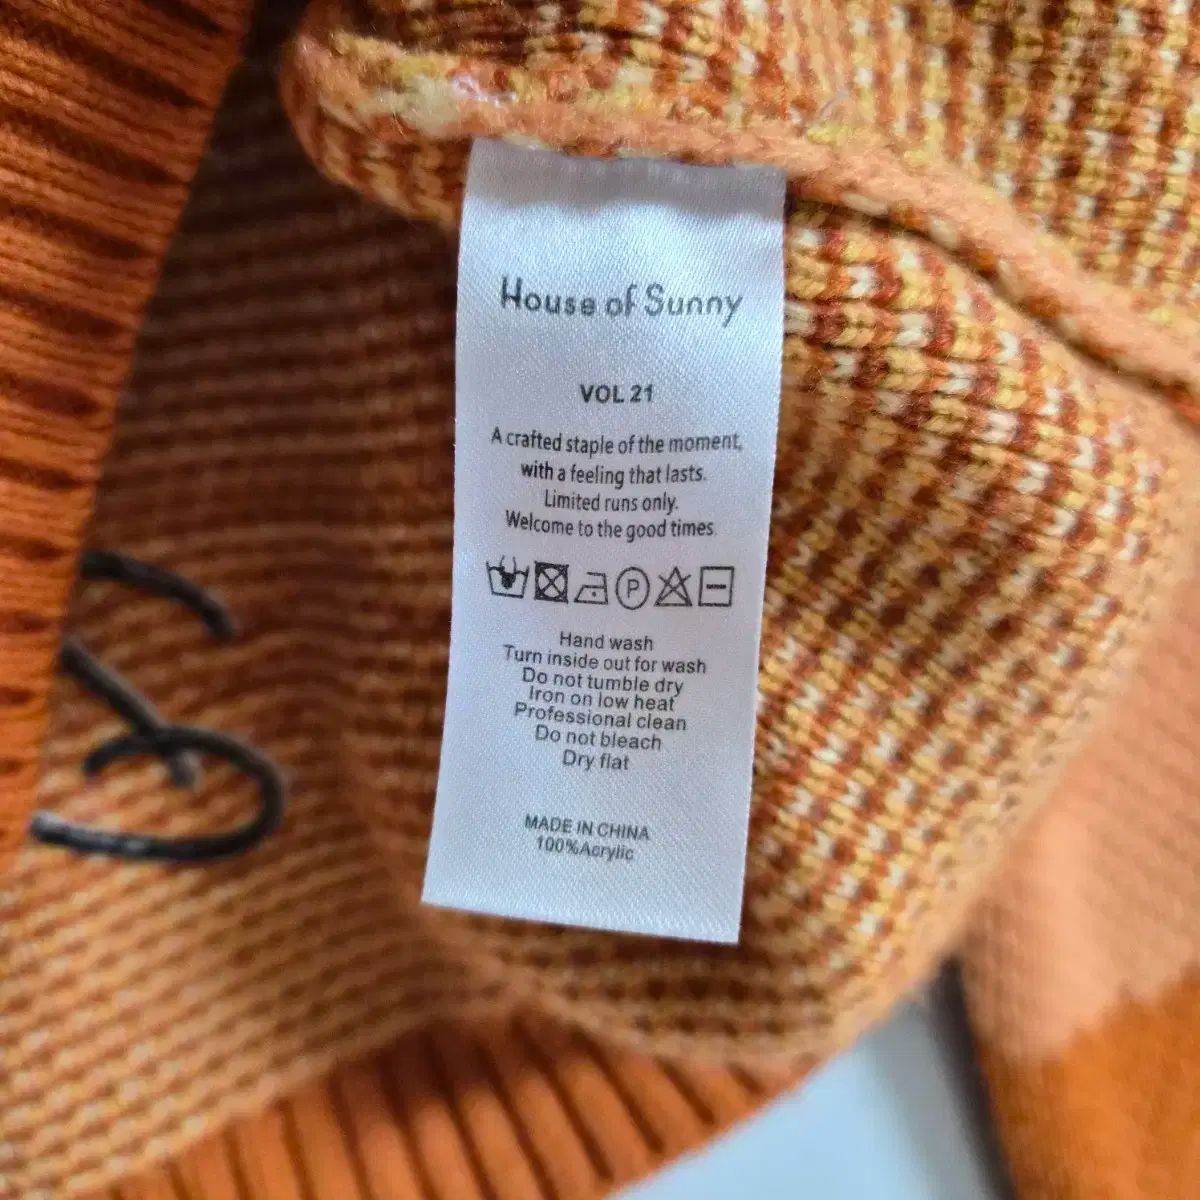 House of Sunny
VOL 21
A crafted staple of the moment,
with a feeling that lasts.
Limited runs only.
Welcome to the good times.
P
Hand wash
Turn inside out for wash
Do not tumble dry
Iron on low heat
Professional clean
Do not bleach
Dry flat
MADE IN CHINA
100%Acrylic